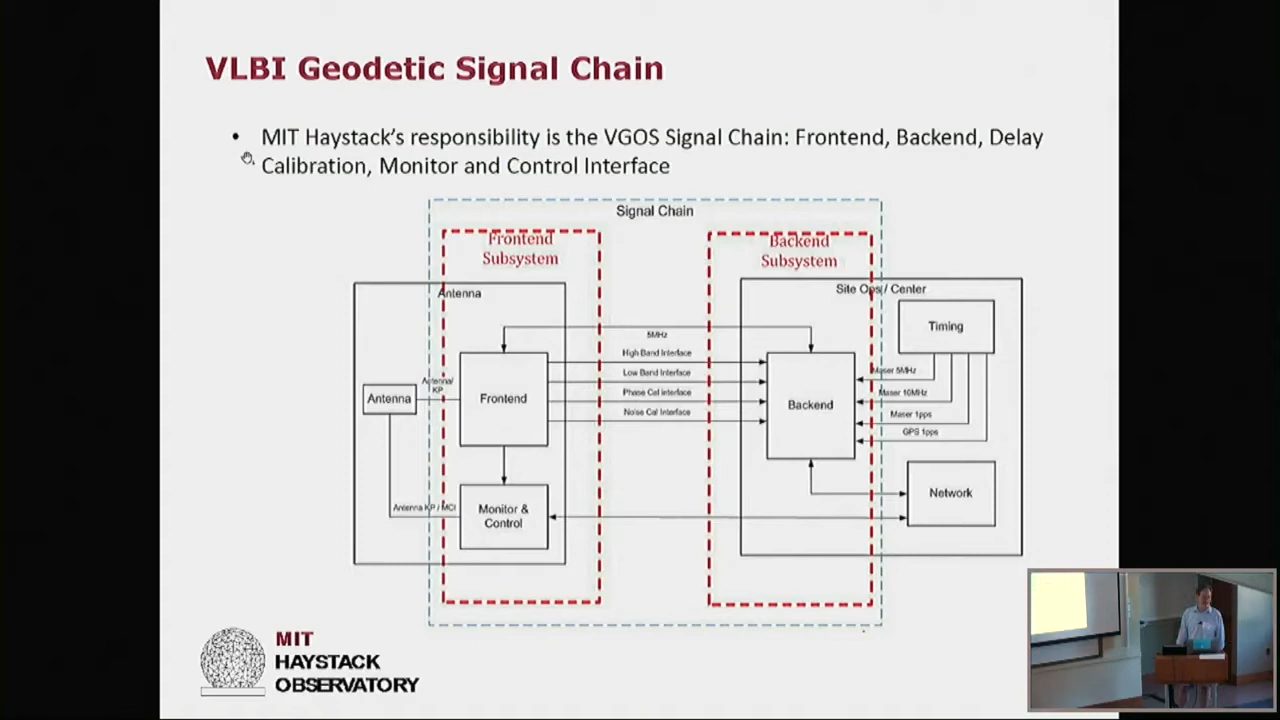 VLBI Geodetic Signal Chain
• MIT Haystack's responsibility is the VGOS Signal Chain: Frontend, Backend, Delay
Calibration, Monitor and Control Interface
Signal Chain
Frontend
Subsystem
Backend
Subsystem
Antenna
Site Ops / Center
Timing
5MHz
High Band Interface
Low Band Interface
Phase Cal Interface
Noise Cal Interface
Antenna/
KP
Antenna
Frontend
Backend
Maser 5MHz
Maser 10MHz
Maser 1pps
GPS 1pps
Network
Antenna KP / MCI
Monitor &
Control
MIT
HAYSTACK
OBSERVATORY